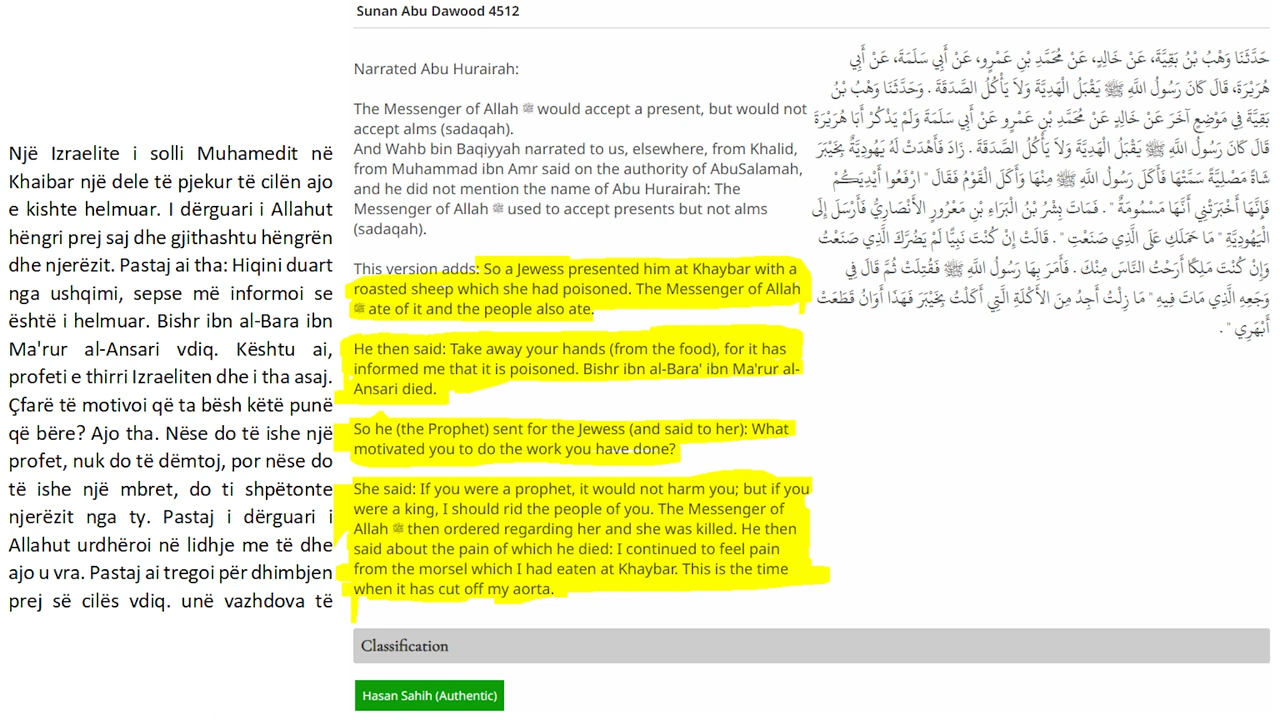 Sunan Abu Dawood 4512
Një Izraelite i solli Muhamedit në
Khaibar një dele të pjekur të cilën ajo
e kishte helmuar. I dërguari i Allahut
hëngri prej saj dhe gjithashtu hëngrën
dhe njerëzit. Pastaj ai tha: Hiqini duart
nga ushqimi, sepse më informoi se
është i helmuar. Bishr ibn al-Bara ibn
Ma'rur al-Ansari vdiq. Kështu ai,
profeti e thirri Izraeliten dhe i tha asaj.
Çfarë të motivoi që ta bësh këtë punë
që bëre? Ajo tha. Nëse do të ishe një
profet, nuk do të dëmtoj, por nëse do
të ishe një mbret, do ti shpëtonte
njerëzit nga ty. Pastaj i dërguari i
Allahut urdhëroi në lidhje me të dhe
ajo u vra. Pastaj ai tregoi për dhimbjen
prej së cilës vdiq. unë vazhdova të
Narrated Abu Hurairah:
The Messenger of Allah ﷺ would accept a present, but would not
accept alms (sadaqah).
And Wahb bin Baqiyyah narrated to us, elsewhere, from Khalid,
from Muhammad ibn Amr said on the authority of AbuSalamah,
and he did not mention the name of Abu Hurairah: The
Messenger of Allah ﷺ used to accept presents but not alms
(sadaqah).
This version adds: So a Jewess presented him at Khaybar with a
roasted sheep which she had poisoned. The Messenger of Allah
ﷺ ate of it and the people also ate.
He then said: Take away your hands (from the food), for it has
informed me that it is poisoned. Bishr ibn al-Bara' ibn Ma'rur al-
Ansari died.
So he (the Prophet) sent for the Jewess (and said to her): What
motivated you to do the work you have done?
She said: If you were a prophet, it would not harm you; but if you
were a king, I should rid the people of you. The Messenger of
Allah ﷺ then ordered regarding her and she was killed. He then
said about the pain of which he died: I continued to feel pain
from the morsel which I had eaten at Khaybar. This is the time
when it has cut off my aorta.
حَدَّثَنَا وَهْبُ بْنُ بَقِيَّةَ، عَنْ خَالِدٍ، عَنْ مُحَمَّدِ بْنِ عَمْرٍو، عَنْ أَبِي سَلَمَةَ، عَنْ أَبِي
هُرَيْرَةَ، قَالَ كَانَ رَسُولُ اللَّهِ ﷺ يَقْبَلُ الْهَدِيَّةَ وَلاَ يَأْكُلُ الصَّدَقَةَ . وَحَدَّثَنَا وَهْبُ بْنُ
بَقِيَّةَ فِي مَوْضِعٍ آخَرَ عَنْ خَالِدٍ عَنْ مُحَمَّدِ بْنِ عَمْرٍو عَنْ أَبِي سَلَمَةَ وَلَمْ يَذْكُرْ أَبَا هُرَيْرَةَ
قَالَ كَانَ رَسُولُ اللَّهِ ﷺ يَقْبَلُ الْهَدِيَّةَ وَلاَ يَأْكُلُ الصَّدَقَةَ . زَادَ فَأَهْدَتْ لَهُ يَهُودِيَّةٌ بِخَيْبَرَ
شَاةً مَصْلِيَّةً سَمَّتْهَا فَأَكَلَ رَسُولُ اللَّهِ ﷺ مِنْهَا وَأَكَلَ الْقَوْمُ فَقَالَ " ارْفَعُوا أَيْدِيَكُمْ
فَإِنَّهَا أَخْبَرَتْنِي أَنَّهَا مَسْمُومَةٌ " . فَمَاتَ بِشْرُ بْنُ الْبَرَاءِ بْنِ مَعْرُورٍ الأَنْصَارِيُّ فَأَرْسَلَ إِلَى
الْيَهُودِيَّةِ " مَا حَمَلَكِ عَلَى الَّذِي صَنَعْتِ " . قَالَتْ إِنْ كُنْتَ نَبِيًّا لَمْ يَضُرَّكَ الَّذِي صَنَعْتُ
وَإِنْ كُنْتَ مَلِكًا أَرَحْتُ النَّاسَ مِنْكَ . فَأَمَرَ بِهَا رَسُولُ اللَّهِ ﷺ فَقُتِلَتْ ثُمَّ قَالَ فِي
وَجَعِهِ الَّذِي مَاتَ فِيهِ " مَا زِلْتُ أَجِدُ مِنَ الأَكْلَةِ الَّتِي أَكَلْتُ بِخَيْبَرَ فَهَذَا أَوَانُ قَطَعَتْ
أَبْهَرِي " .
Classification
Hasan Sahih (Authentic)